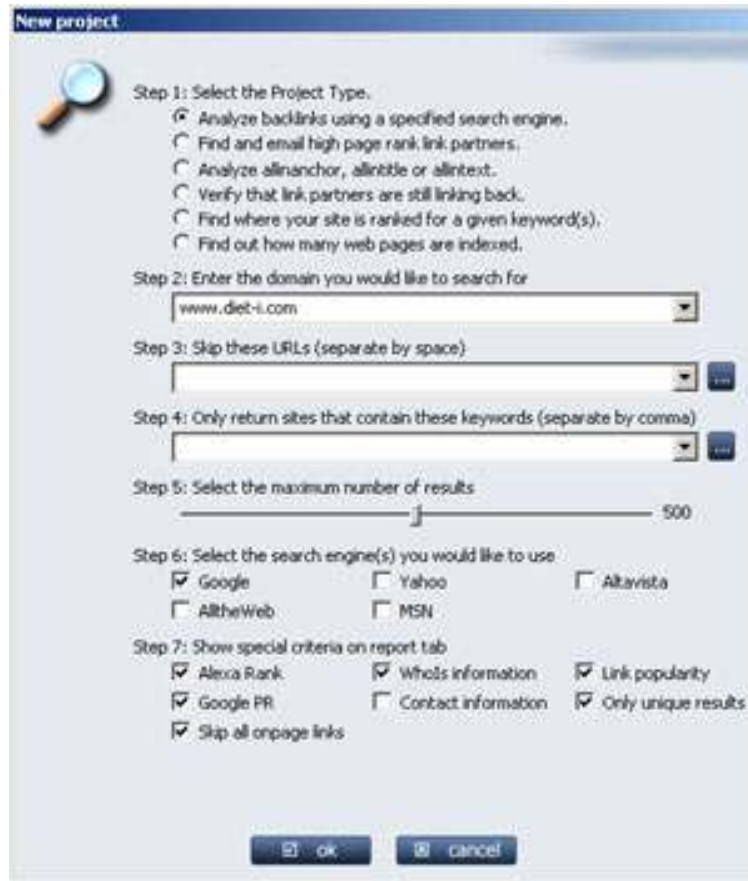 New project
Step 1: Select the Project Type.
Analyze backlinks using a specified search engine.
Find and email high page rank link partners.
Analyze allinanchor, allintitle or allintext.
Verify that link partners are still linking back.
Find where your site is ranked for a given keyword(s).
Find out how many web pages are indexed.
Step 2: Enter the domain you would like to search for
www.diet-i.com
Step 3: Skip these URLs (separate by space)
...
Step 4: Only return sites that contain these keywords (separate by comma)
...
Step 5: Select the maximum number of results
500
Step 6: Select the search engine(s) you would like to use
Google Yahoo Altavista
AlltheWeb MSN
Step 7: Show special criteria on report tab
Alexa Rank WhoIs information Link popularity
Google PR Contact information Only unique results
Skip all onpage links
ok cancel